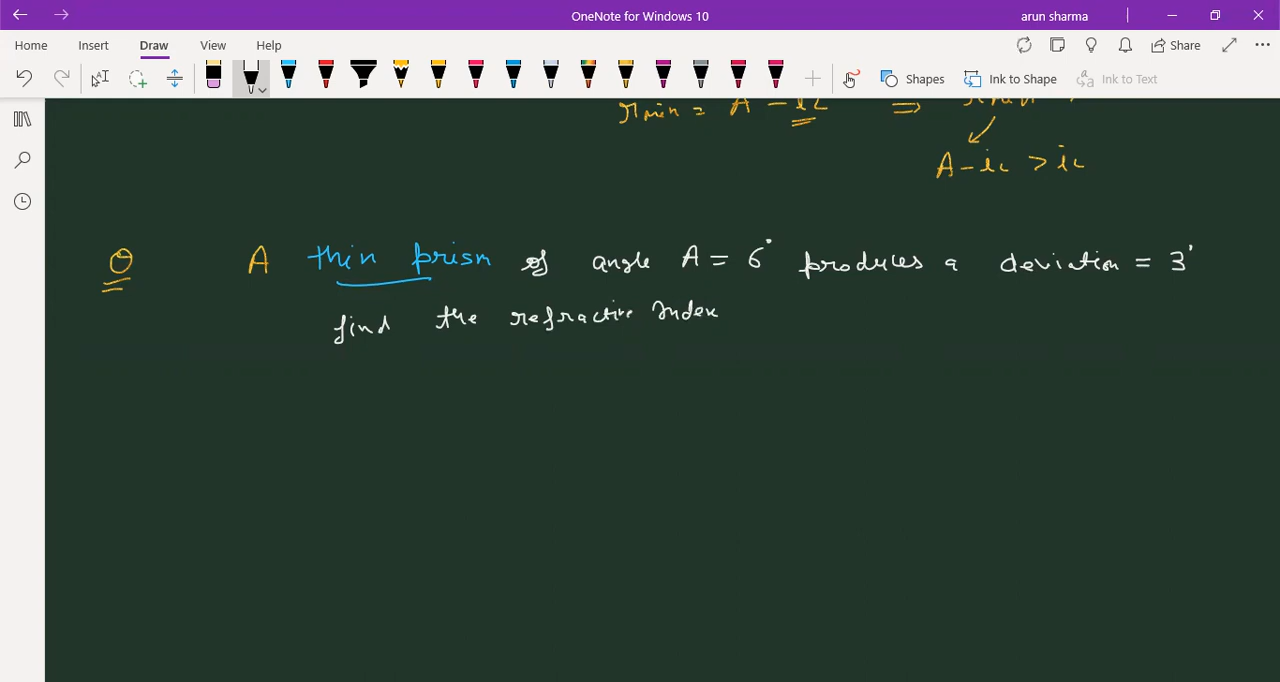 OneNote for Windows 10
arun sharma
Home Insert Draw View Help
Share
Shapes Ink to Shape Ink to Text
A - ic > ic
Q A thin prism of angle A = 6° produces a deviation = 3°
find the refractive Index